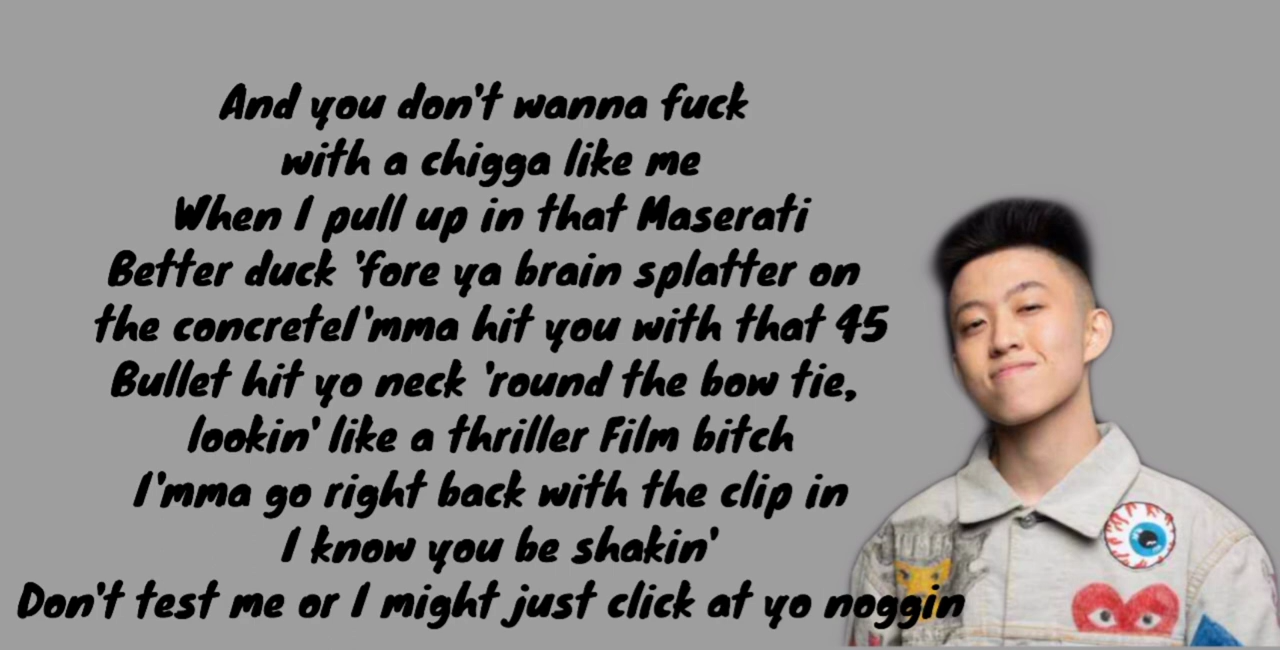 And you don't wanna fuck
with a chigga like me
When I pull up in that Maserati
Better duck 'fore ya brain splatter on
the concreteI'mma hit you with that 45
Bullet hit yo neck 'round the bow tie,
lookin' like a thriller Film bitch
I'mma go right back with the clip in
I know you be shakin'
Don't test me or I might just click at yo noggin